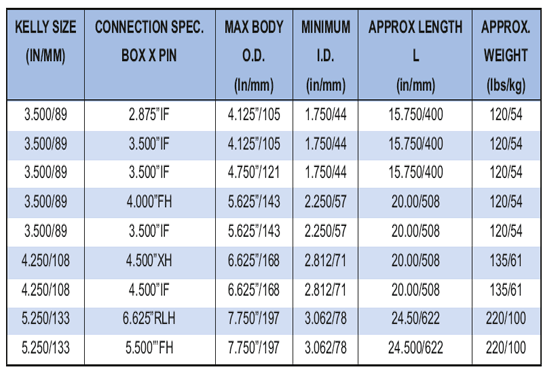 KELLY SIZE CONNECTION SPEC. MAX BODY MINIMUM APPROX LENGTH APPROX.
(IN/MM) BOX X PIN O.D. I.D. L WEIGHT
(In/mm) (in/mm) (in/mm) (lbs/kg)
3.500/89 2.875"IF 4.125"/105 1.750/44 15.750/400 120/54
3.500/89 3.500"IF 4.125"/105 1.750/44 15.750/400 120/54
3.500/89 3.500"IF 4.750"/121 1.750/44 15.750/400 120/54
3.500/89 4.000"FH 5.625"/143 2.250/57 20.00/508 120/54
3.500/89 3.500"IF 5.625"/143 2.250/57 20.00/508 120/54
4.250/108 4.500"XH 6.625"/168 2.812/71 20.00/508 135/61
4.250/108 4.500"IF 6.625"/168 2.812/71 20.00/508 135/61
5.250/133 6.625"RLH 7.750"/197 3.062/78 24.50/622 220/100
5.250/133 5.500"'FH 7.750"/197 3.062/78 24.500/622 220/100